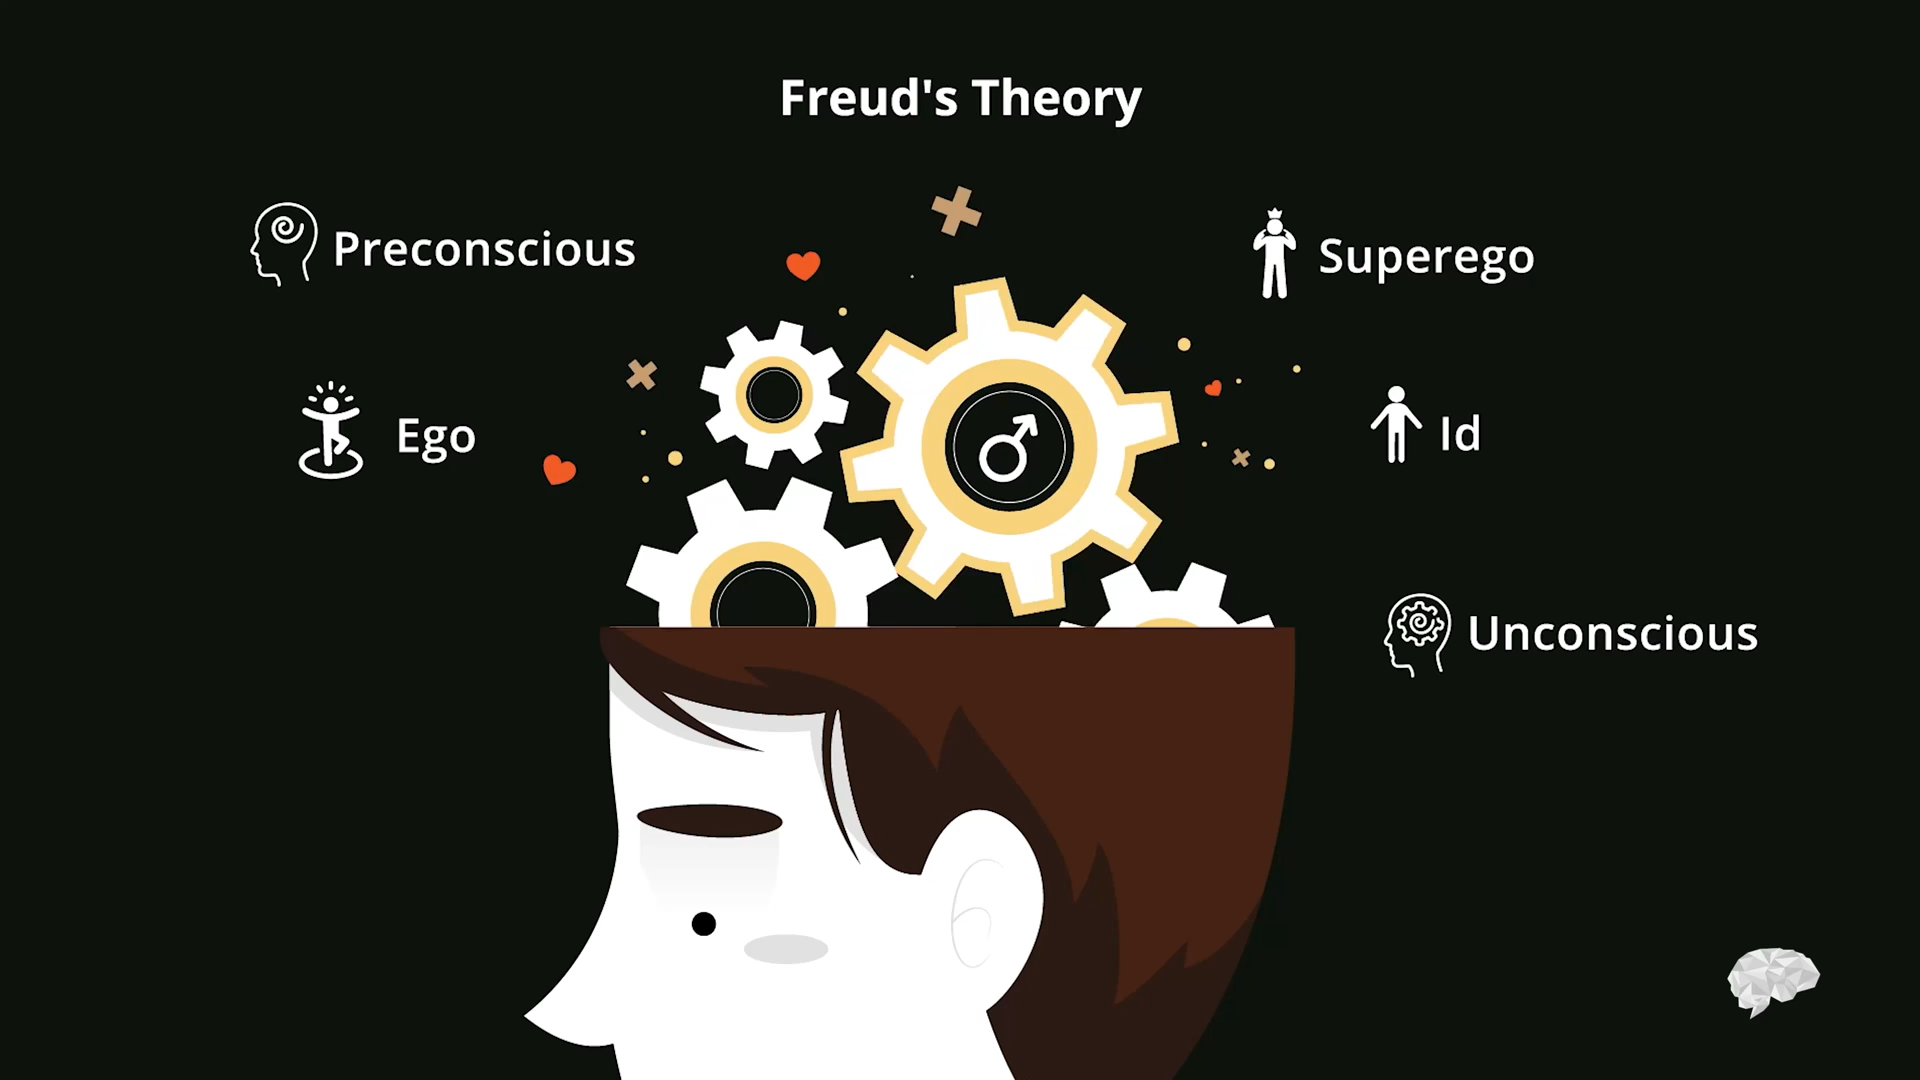 Freud's Theory
Preconscious
Superego
Ego
Id
Unconscious